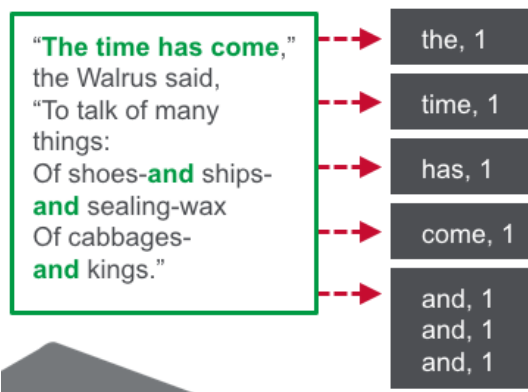 “The time has come,”
the Walrus said,
“To talk of many
things:
Of shoes-and ships-
and sealing-wax
Of cabbages-
and kings.”
the, 1
time, 1
has, 1
come, 1
and, 1
and, 1
and, 1